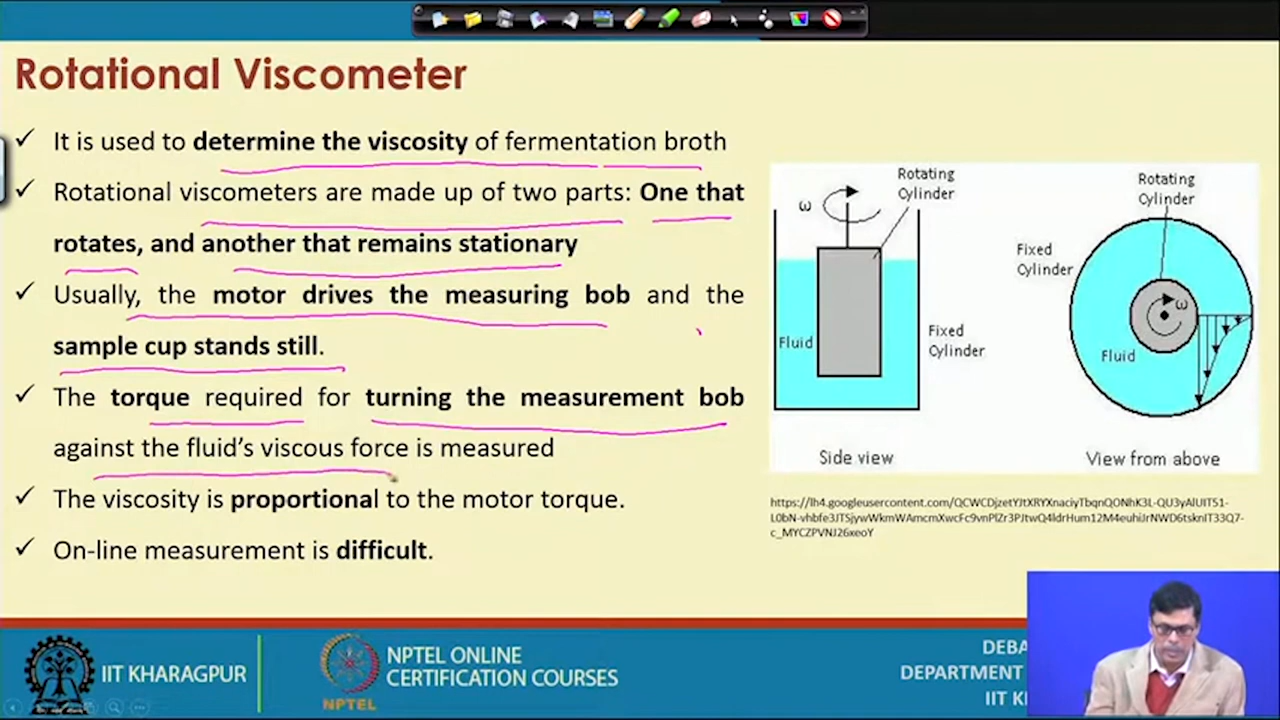 Rotational Viscometer
✓ It is used to determine the viscosity of fermentation broth
✓ Rotational viscometers are made up of two parts: One that
rotates, and another that remains stationary
✓ Usually, the motor drives the measuring bob and the
sample cup stands still.
✓ The torque required for turning the measurement bob
against the fluid's viscous force is measured
✓ The viscosity is proportional to the motor torque.
✓ On-line measurement is difficult.
Rotating
Cylinder
ω
Fluid
Fixed
Cylinder
Side view
Rotating
Cylinder
Fixed
Cylinder
ω
Fluid
View from above
IIT KHARAGPUR
NPTEL
NPTEL ONLINE
CERTIFICATION COURSES
DEBA
DEPARTMENT
IIT K